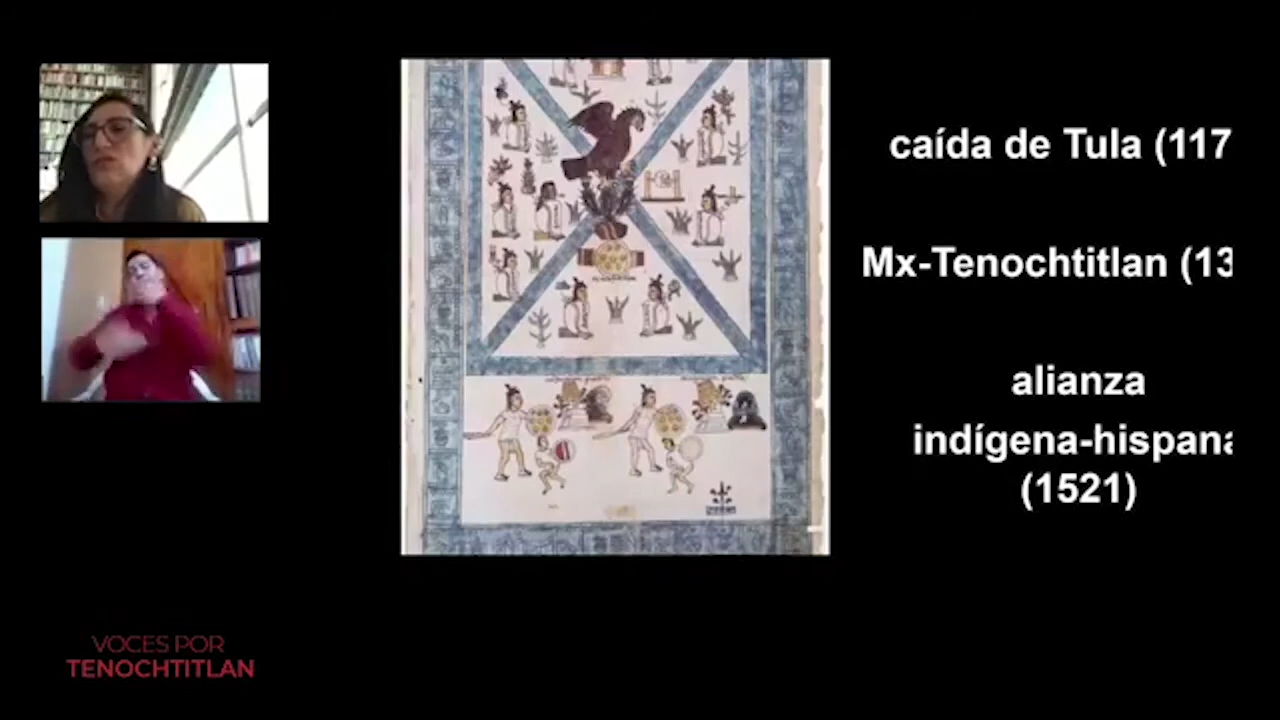 caída de Tula (117
Mx-Tenochtitlan (13
alianza
indígena-hispana
(1521)
VOCES POR
TENOCHTITLAN